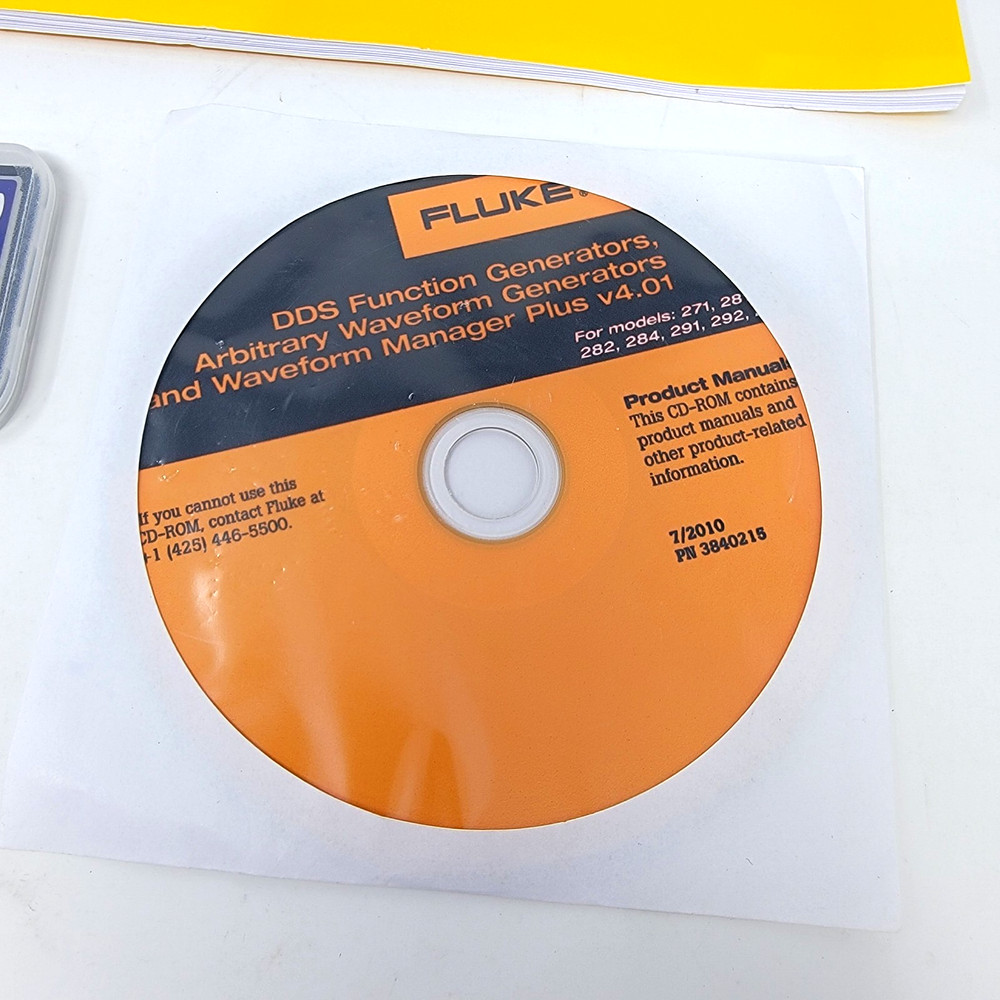 FLUKE®
DDS Function Generators,
Arbitrary Waveform Generators
and Waveform Manager Plus v4.01
For models: 271, 28
282, 284, 291, 292,
Product Manuals
This CD-ROM contains
product manuals and
other product-related
information.
If you cannot use this
CD-ROM, contact Fluke at
+1 (425) 446-5500.
7/2010
PN 3840215